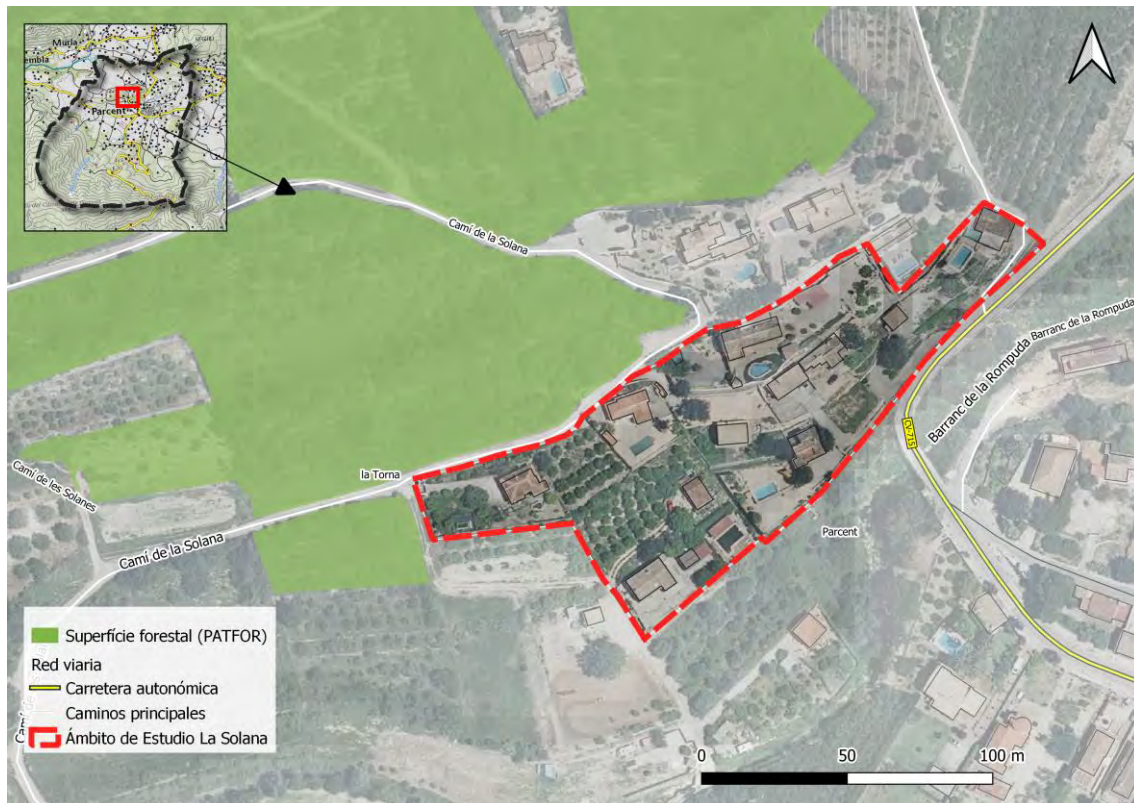 Murla
Parcent
Camí de la Solana
la Torna
Camí de les Solanes
Camí de la Solana
CV-715
Barranc de la Rompuda
Barranc de la Rompuda
Parcent
Superfície forestal (PATFOR)
Red viaria
Carretera autonómica
Caminos principales
Ámbito de Estudio La Solana
0 50 100 m